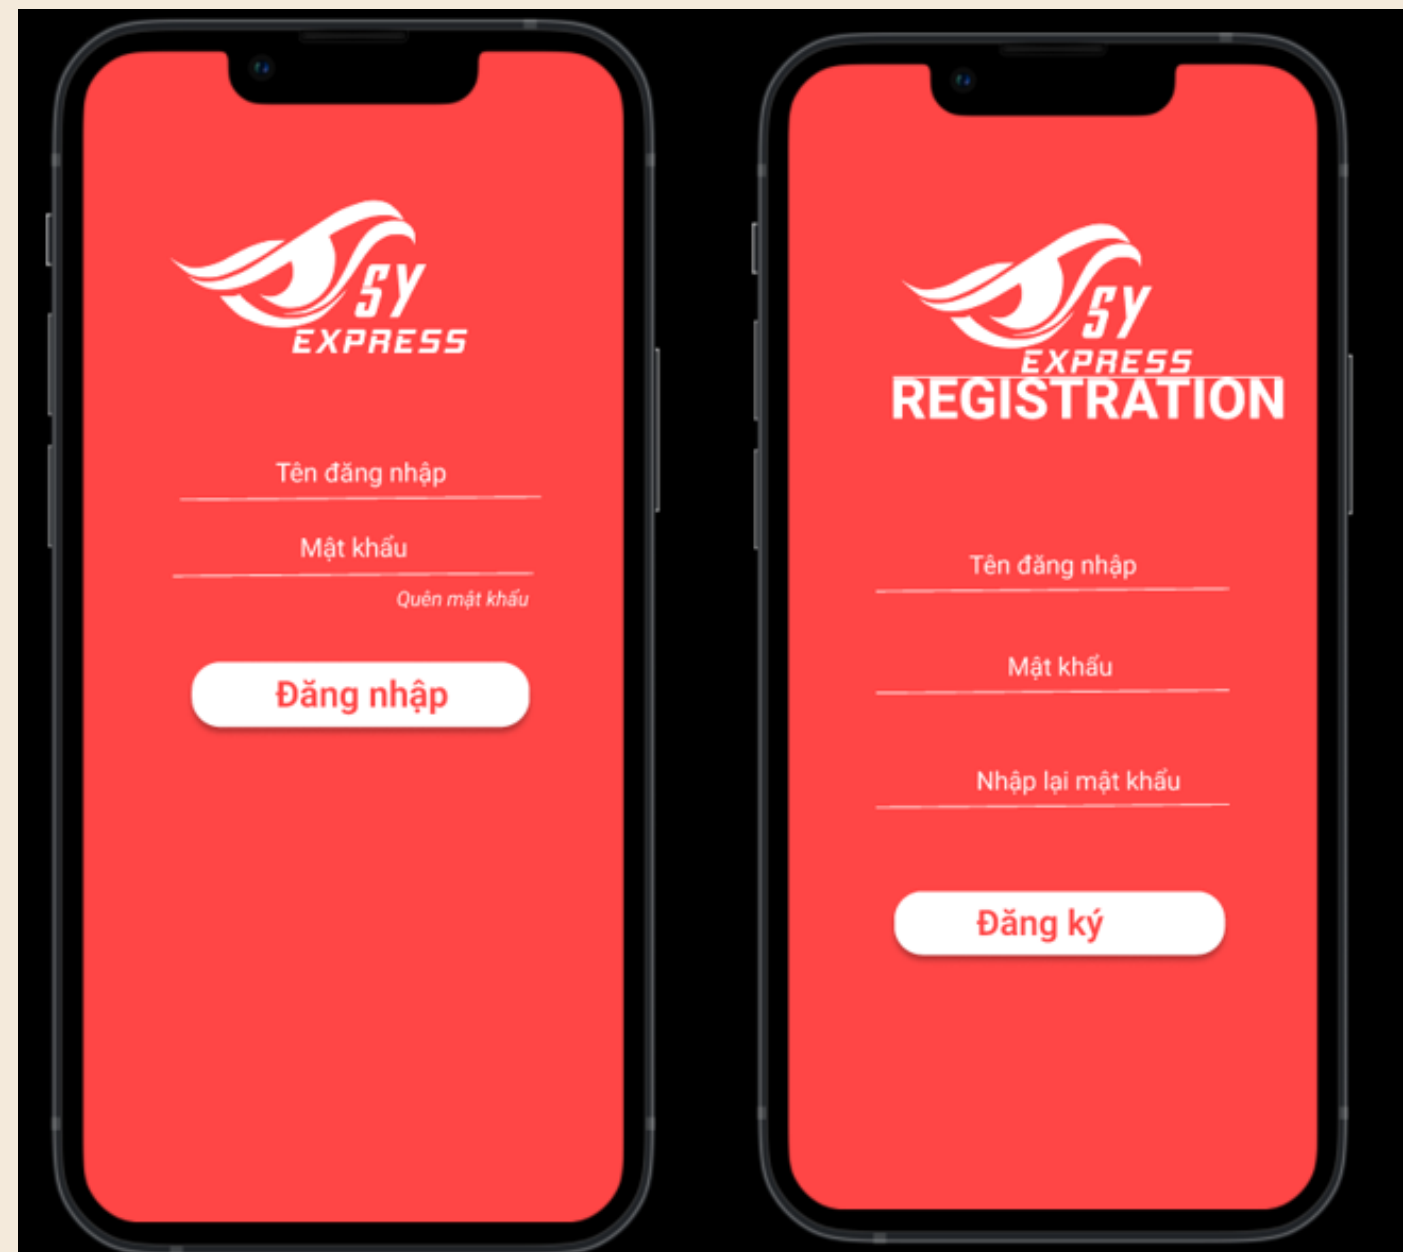 SY
EXPRESS
Tên đăng nhập
Mật khẩu
Quên mật khẩu
Đăng nhập
SY
EXPRESS
REGISTRATION
Tên đăng nhập
Mật khẩu
Nhập lại mật khẩu
Đăng ký